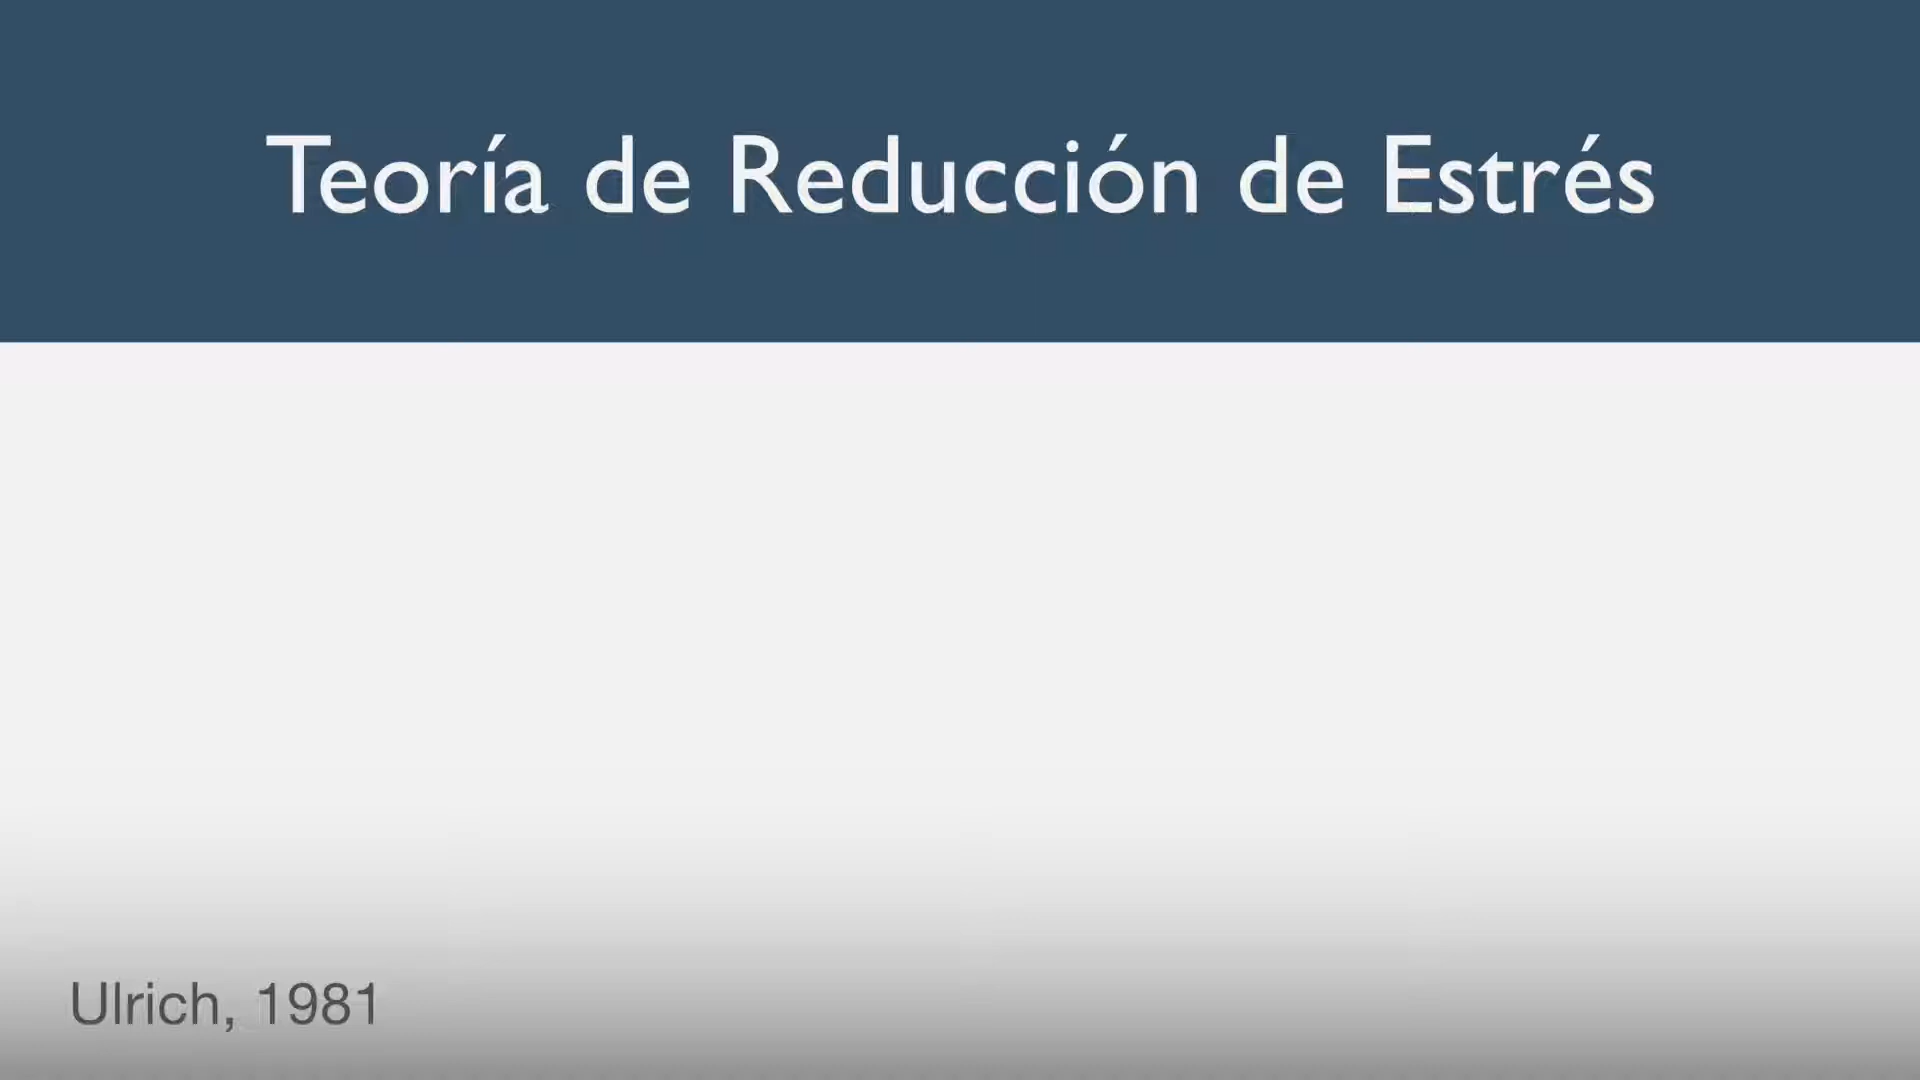 Teoría de Reducción de Estrés
Ulrich, 1981